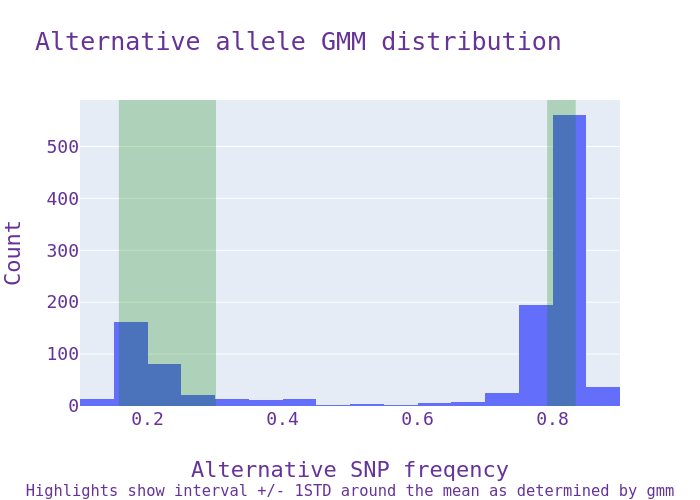 Alternative allele GMM distribution
Count
500
400
300
200
100
0
0.2 0.4 0.6 0.8
Alternative SNP freqency
Highlights show interval +/- 1STD around the mean as determined by gmm